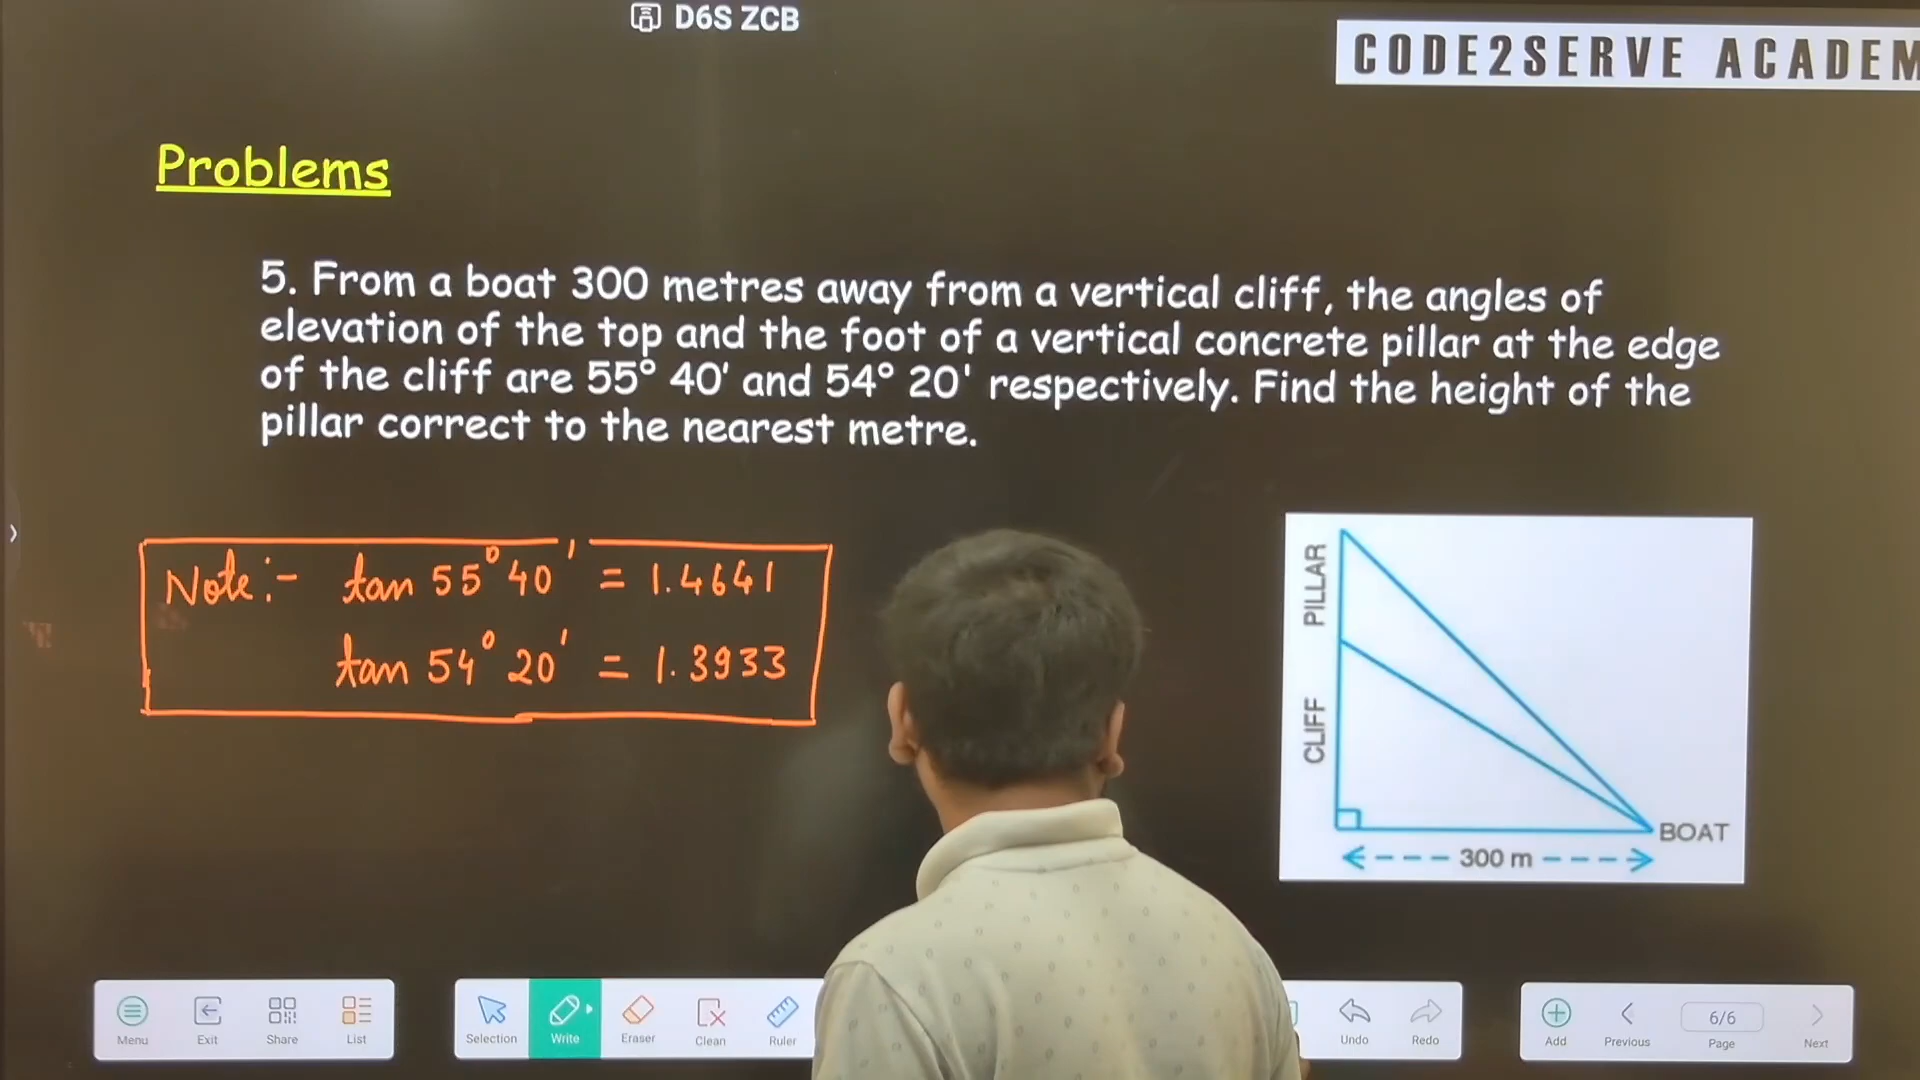 D6S ZCB
CODE2SERVE ACADEM
Problems
5. From a boat 300 metres away from a vertical cliff, the angles of
elevation of the top and the foot of a vertical concrete pillar at the edge
of the cliff are 55° 40' and 54° 20' respectively. Find the height of the
pillar correct to the nearest metre.
Note:- tan 55° 40' = 1.4641
tan 54° 20' = 1.3933
PILLAR
CLIFF
BOAT
300 m
Menu Exit Share List Selection Write Eraser Clean Ruler Undo Redo Add Previous 6/6 Page Next